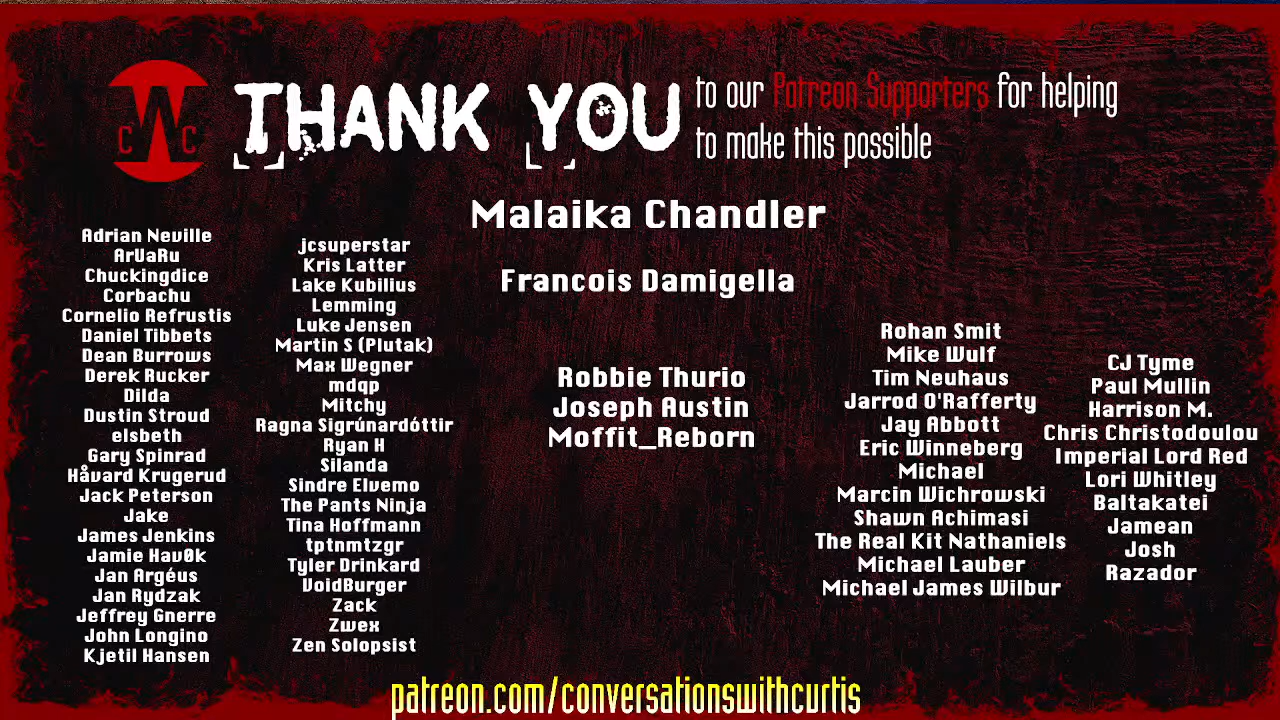 CWC
THANK YOU
to our Patreon Supporters for helping
to make this possible
Malaika Chandler
Francois Damigella
Robbie Thurio
Joseph Austin
Moffit_Reborn
Adrian Neville
ArUaRu
Chuckingdice
Corbachu
Cornelio Refrustis
Daniel Tibbets
Dean Burrows
Derek Rucker
Dilda
Dustin Stroud
elsbeth
Gary Spinrad
Håvard Krugerud
Jack Peterson
Jake
James Jenkins
Jamie Hav0k
Jan Argéus
Jan Rydzak
Jeffrey Gnerre
John Longino
Kjetil Hansen
jcsuperstar
Kris Latter
Lake Kubilius
Lemming
Luke Jensen
Martin S (Plutak)
Max Wegner
mdqp
Mitchy
Ragna Sigrúnardóttir
Ryan H
Silanda
Sindre Elvemo
The Pants Ninja
Tina Hoffmann
tptnmtzgr
Tyler Drinkard
VoidBurger
Zack
Zwex
Zen Solopsist
Rohan Smit
Mike Wulf
Tim Neuhaus
Jarrod O'Rafferty
Jay Abbott
Eric Winneberg
Michael
Marcin Wichrowski
Shawn Achimasi
The Real Kit Nathaniels
Michael Lauber
Michael James Wilbur
CJ Tyme
Paul Mullin
Harrison M.
Chris Christodoulou
Imperial Lord Red
Lori Whitley
Baltakatei
Jamean
Josh
Razador
patreon.com/conversationswithcurtis